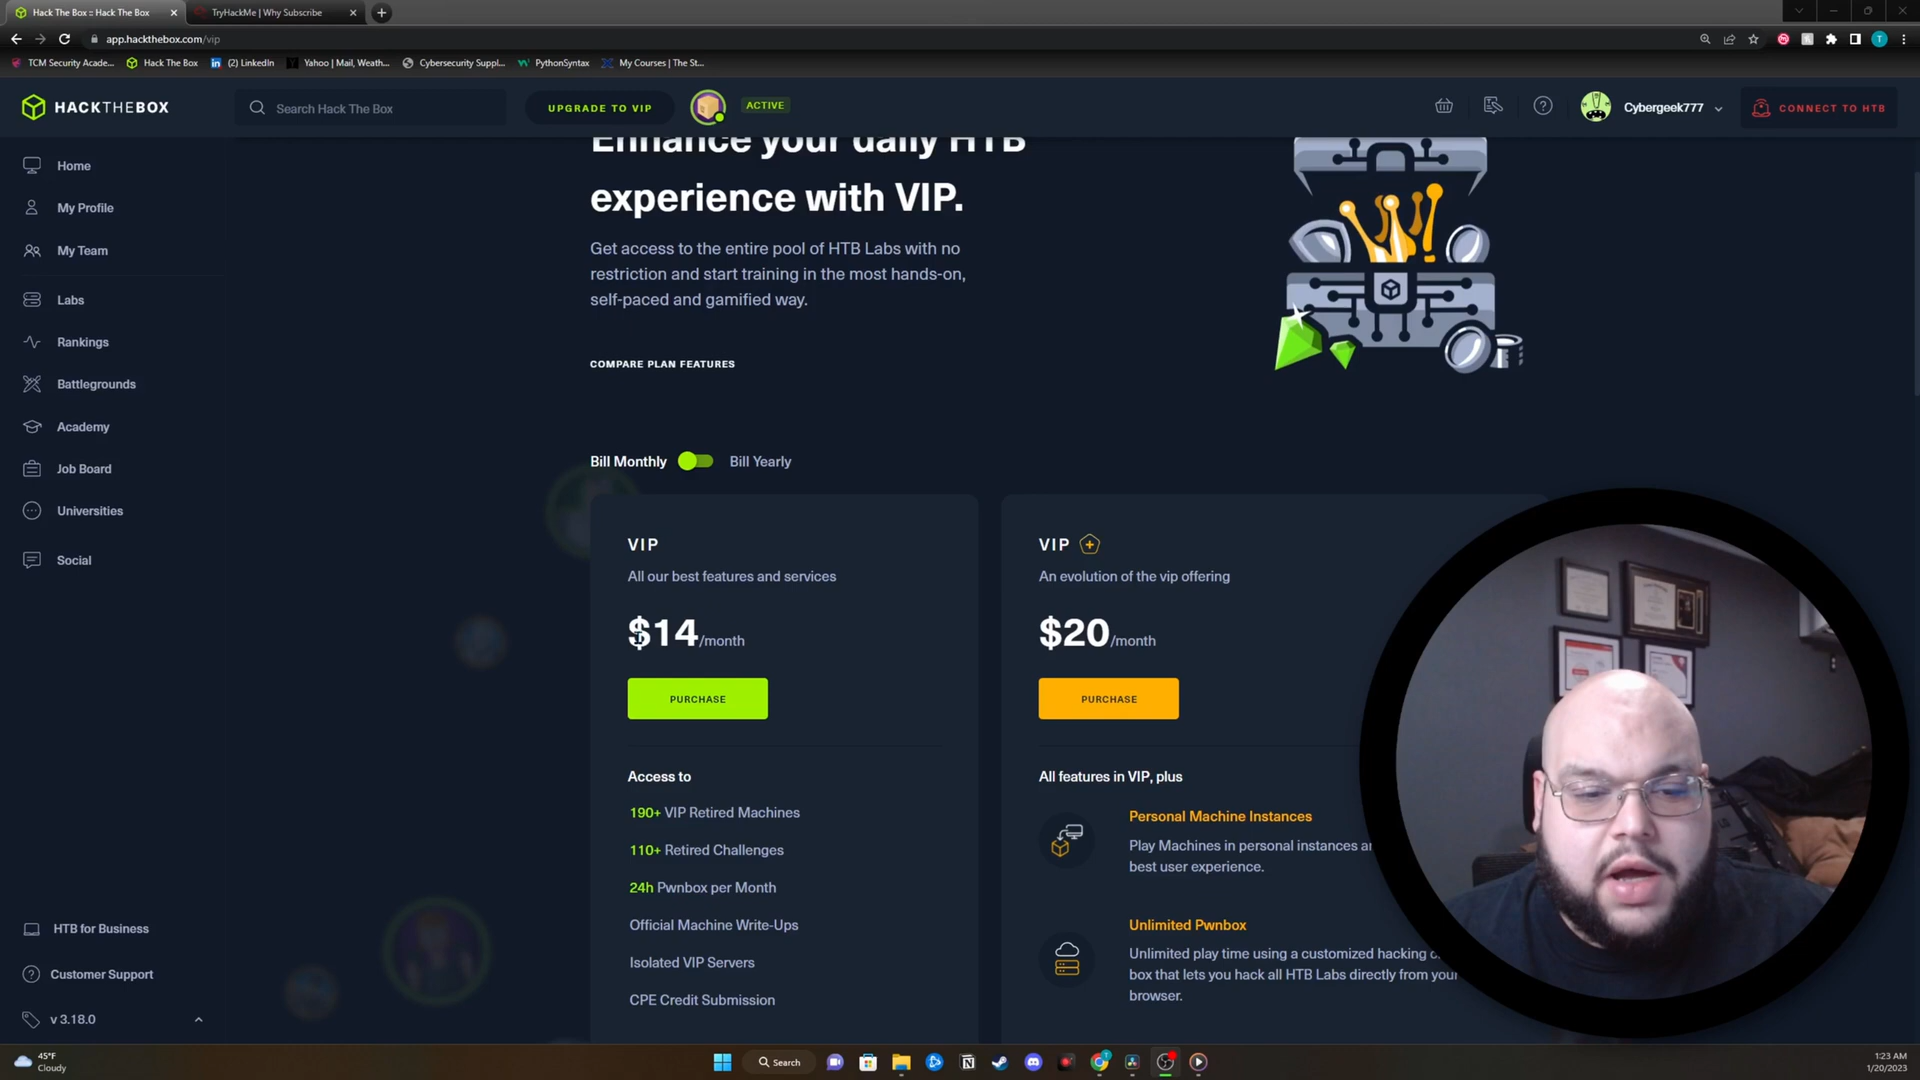 Hack The Box :: Hack The Box
TryHackMe | Why Subscribe
app.hackthebox.com/vip
TCM Security Acade...
Hack The Box
(2) LinkedIn
Yahoo | Mail, Weath...
Cybersecurity Suppl...
PythonSyntax
My Courses | The St...
T
HACKTHEBOX
Search Hack The Box
UPGRADE TO VIP
ACTIVE
Cybergeek777
CONNECT TO HTB
Home
My Profile
My Team
Labs
Rankings
Battlegrounds
Academy
Job Board
Universities
Social
HTB for Business
Customer Support
v 3.18.0
Enhance your daily HTB
experience with VIP.
Get access to the entire pool of HTB Labs with no
restriction and start training in the most hands-on,
self-paced and gamified way.
COMPARE PLAN FEATURES
Bill Monthly
Bill Yearly
VIP
All our best features and services
$14/month
PURCHASE
Access to
190+ VIP Retired Machines
110+ Retired Challenges
24h Pwnbox per Month
Official Machine Write-Ups
Isolated VIP Servers
CPE Credit Submission
VIP +
An evolution of the vip offering
$20/month
PURCHASE
All features in VIP, plus
Personal Machine Instances
Play Machines in personal instances
best user experience.
Unlimited Pwnbox
Unlimited play time using a customized hacking
box that lets you hack all HTB Labs directly from your
browser.
45°F
Cloudy
Search
1:23 AM
1/20/2023